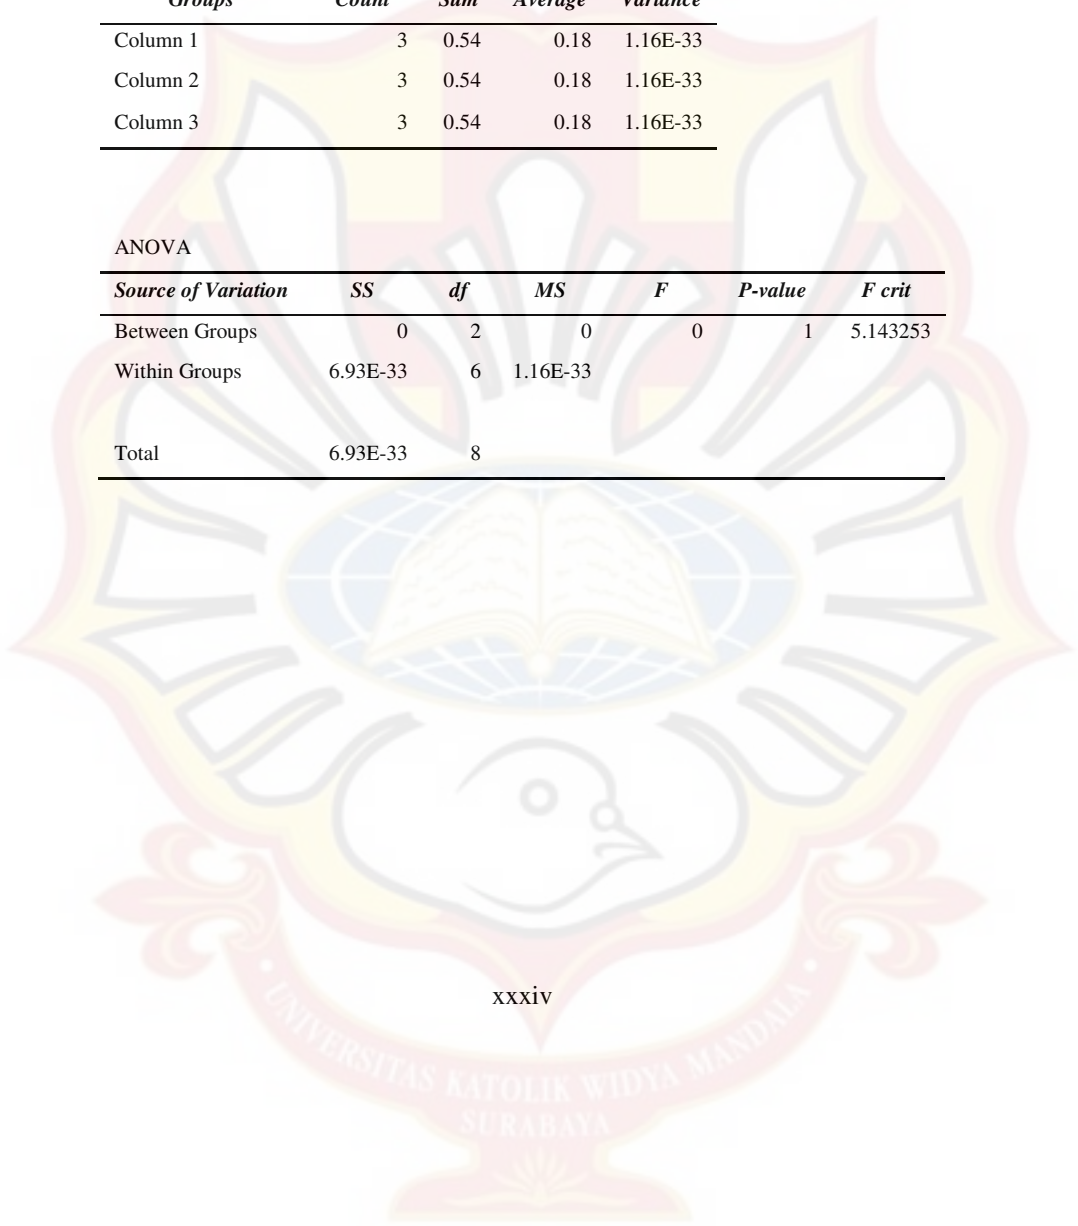 Groups Count Sum Average Variance
Column 1 3 0.54 0.18 1.16E-33
Column 2 3 0.54 0.18 1.16E-33
Column 3 3 0.54 0.18 1.16E-33
ANOVA
Source of Variation SS df MS F P-value F crit
Between Groups 0 2 0 0 1 5.143253
Within Groups 6.93E-33 6 1.16E-33
Total 6.93E-33 8
xxxiv
UNIVERSITAS KATOLIK WIDYA MANDALA
SURABAYA